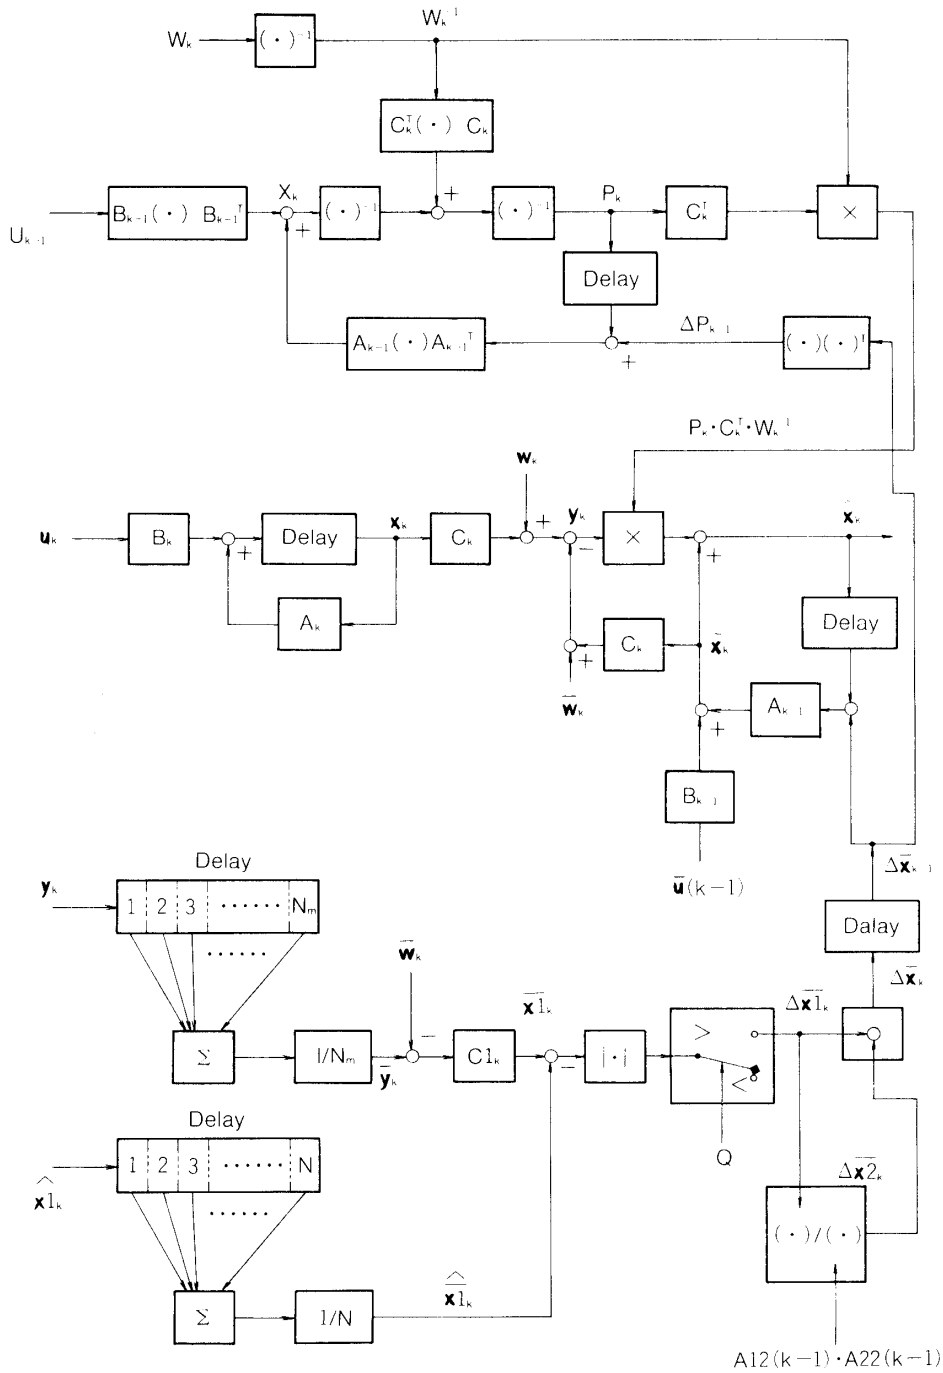 W_k^-1
W_k
(·)^-1
C_k^T(·) C_k
X_k
+
P_k
B_k-1(·) B_k-1^T
+
(·)^-1
(·)^-1
C_k^T
×
U_k-1
Delay
ΔP_k-1
A_k-1(·)A_k-1^T
(·)(·)^T
+
P_k·C_k^T·W_k^-1
w_k
x_k
+
y_k
x̂_k
u_k
B_k
+
Delay
C_k
−
×
+
A_k
Delay
C_k
x̄_k
+
w̄_k
A_k-1
+
B_k-1
Δx̄_k-1
ū(k−1)
Delay
y_k
1 2 3 ······ N_m
······
Dalay
w̄_k
Δx̄_k
x̄1_k
Δx̄1_k
−
>
Σ
1/N_m
C1_k
−
|·|
ȳ_k
<
Delay
Q
1 2 3 ······ N
Δx̄2_k
x̂1_k
······
(·)/(·)
x̄̂1_k
Σ
1/N
A12(k−1)·A22(k−1)